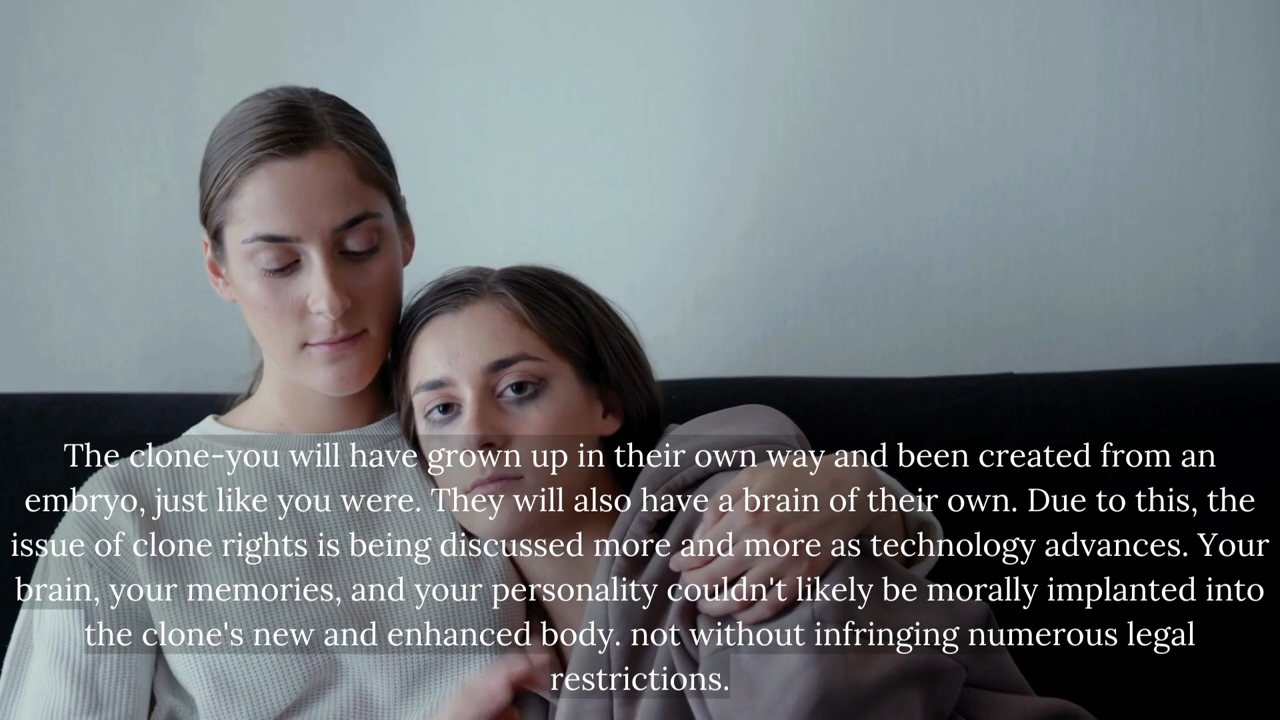 The clone-you will have grown up in their own way and been created from an
embryo, just like you were. They will also have a brain of their own. Due to this, the
issue of clone rights is being discussed more and more as technology advances. Your
brain, your memories, and your personality couldn't likely be morally implanted into
the clone's new and enhanced body. not without infringing numerous legal
restrictions.